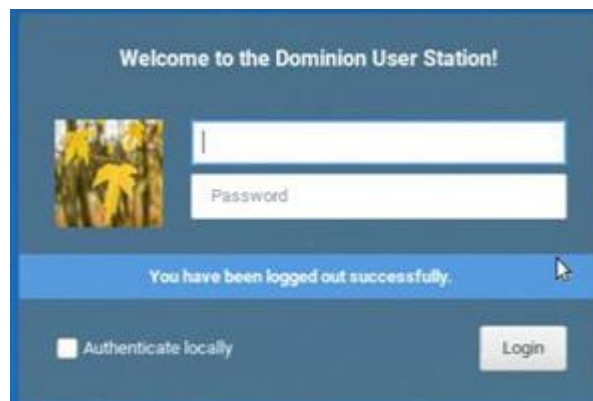 Welcome to the Dominion User Station!
Password
You have been logged out successfully.
Authenticate locally
Login